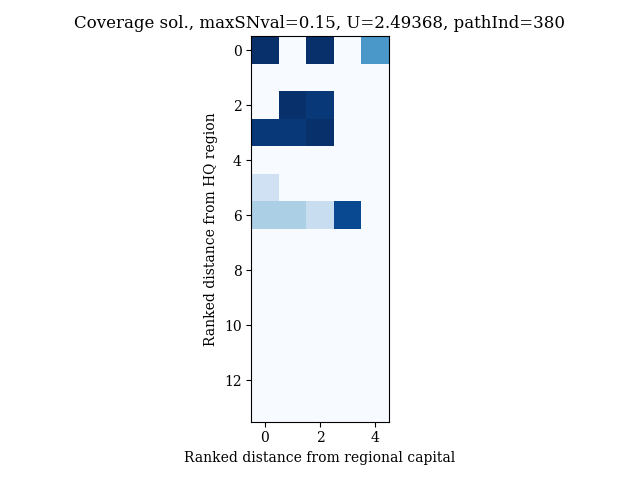 Coverage sol., maxSNval=0.15, U=2.49368, pathInd=380
0
2
4
6
8
10
12
Ranked distance from HQ region
0 2 4
Ranked distance from regional capital